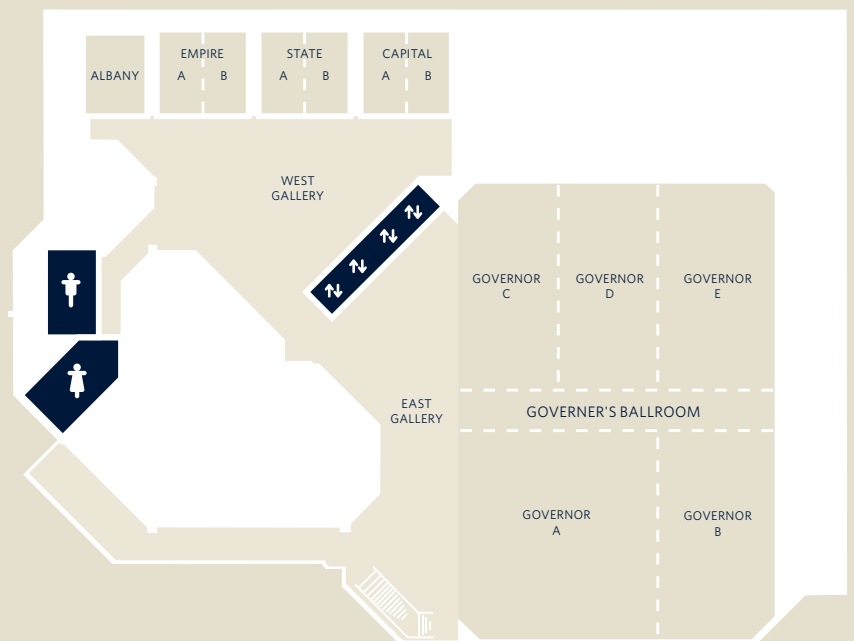 EMPIRE
STATE
CAPITAL
ALBANY
A B
A B
A B
WEST
GALLERY
GOVERNOR
C
GOVERNOR
D
GOVERNOR
E
EAST
GALLERY
GOVERNER'S BALLROOM
GOVERNOR
A
GOVERNOR
B